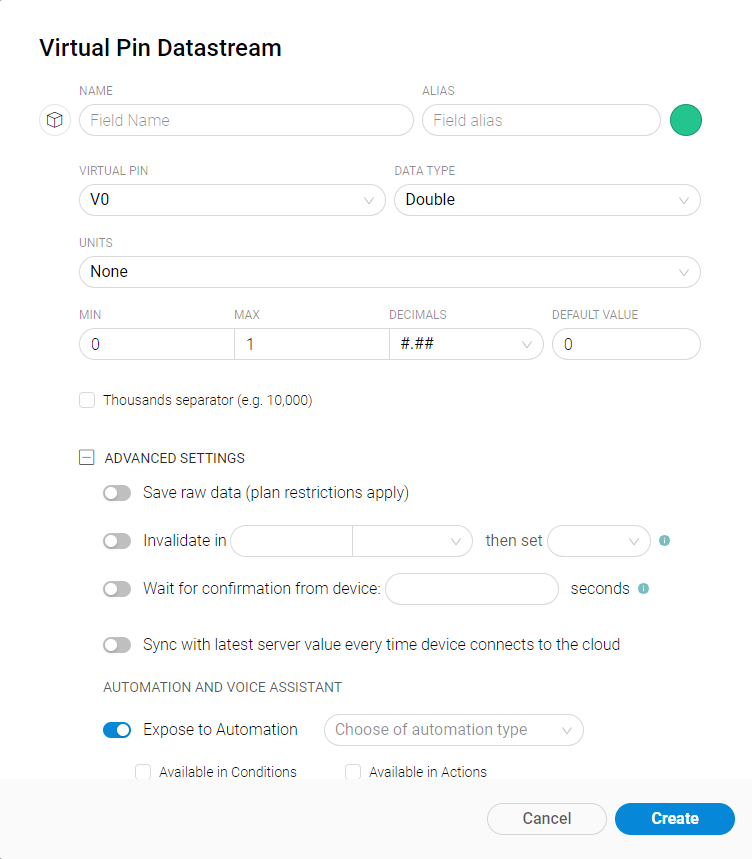 Virtual Pin Datastream
NAME ALIAS
Field Name Field alias
VIRTUAL PIN DATA TYPE
V0 Double
UNITS
None
MIN MAX DECIMALS DEFAULT VALUE
0 1 #.## 0
Thousands separator (e.g. 10,000)
ADVANCED SETTINGS
Save raw data (plan restrictions apply)
Invalidate in then set
Wait for confirmation from device: seconds
Sync with latest server value every time device connects to the cloud
AUTOMATION AND VOICE ASSISTANT
Expose to Automation Choose of automation type
Available in Conditions Available in Actions
Cancel Create